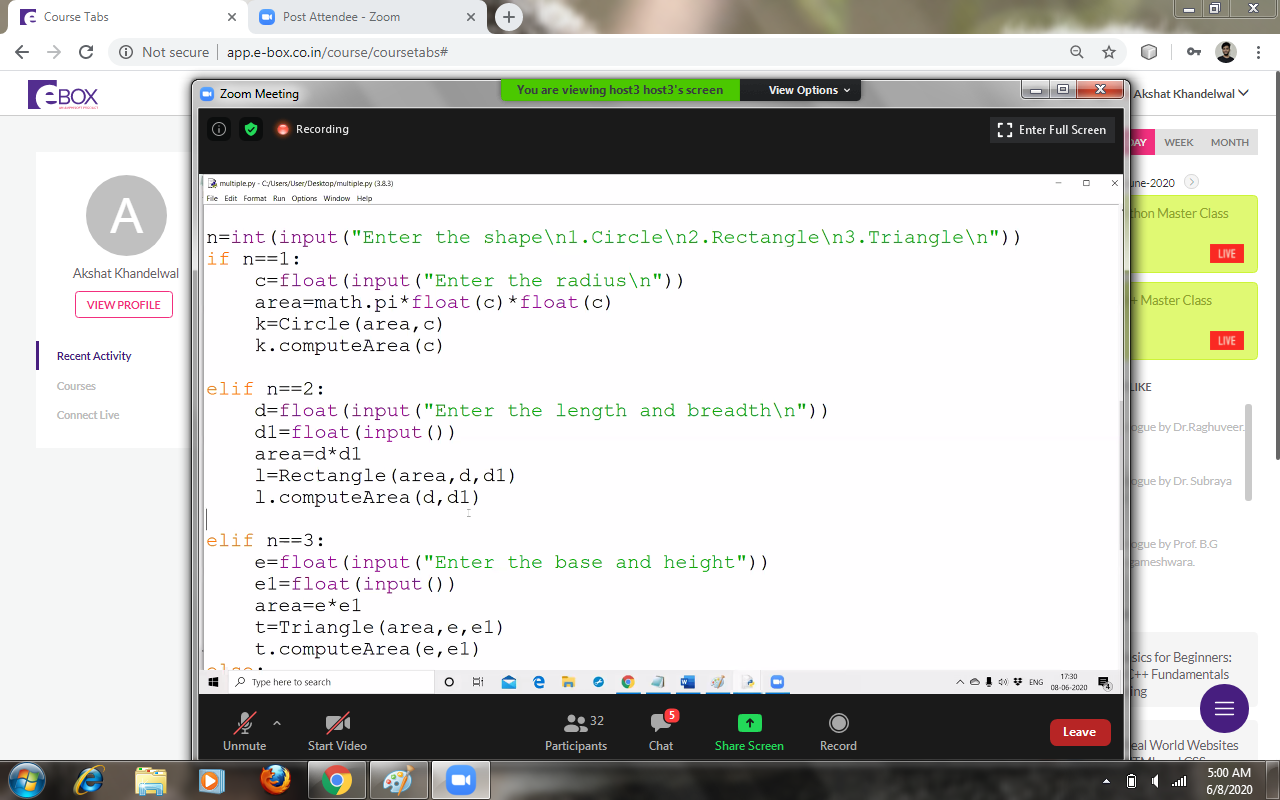 Course Tabs
Post Attendee - Zoom
Not secure
app.e-box.co.in/course/coursetabs#
eBOX
Zoom Meeting
You are viewing host3 host3's screen
View Options
Akshat Khandelwal
Recording
Enter Full Screen
AY WEEK MONTH
une-2020
thon Master Class
LIVE
+ Master Class
LIVE
LIKE
ogue by Dr.Raghuveer.
ogue by Dr. Subraya
ogue by Prof. B.G
gameshwara.
sics for Beginners:
C++ Fundamentals
ing
eal World Websites
A
Akshat Khandelwal
VIEW PROFILE
Recent Activity
Courses
Connect Live
multiple.py - C:/Users/User/Desktop/multiple.py (3.8.3)
File Edit Format Run Options Window Help
n=int(input("Enter the shape\n1.Circle\n2.Rectangle\n3.Triangle\n"))
if n==1:
    c=float(input("Enter the radius\n"))
    area=math.pi*float(c)*float(c)
    k=Circle(area,c)
    k.computeArea(c)
elif n==2:
    d=float(input("Enter the length and breadth\n"))
    d1=float(input())
    area=d*d1
    l=Rectangle(area,d,d1)
    l.computeArea(d,d1)
elif n==3:
    e=float(input("Enter the base and height"))
    e1=float(input())
    area=e*e1
    t=Triangle(area,e,e1)
    t.computeArea(e,e1)
else:
Type here to search
ENG
17:30
08-06-2020
4
Unmute
Start Video
32
Participants
5
Chat
Share Screen
Record
Leave
5:00 AM
6/8/2020